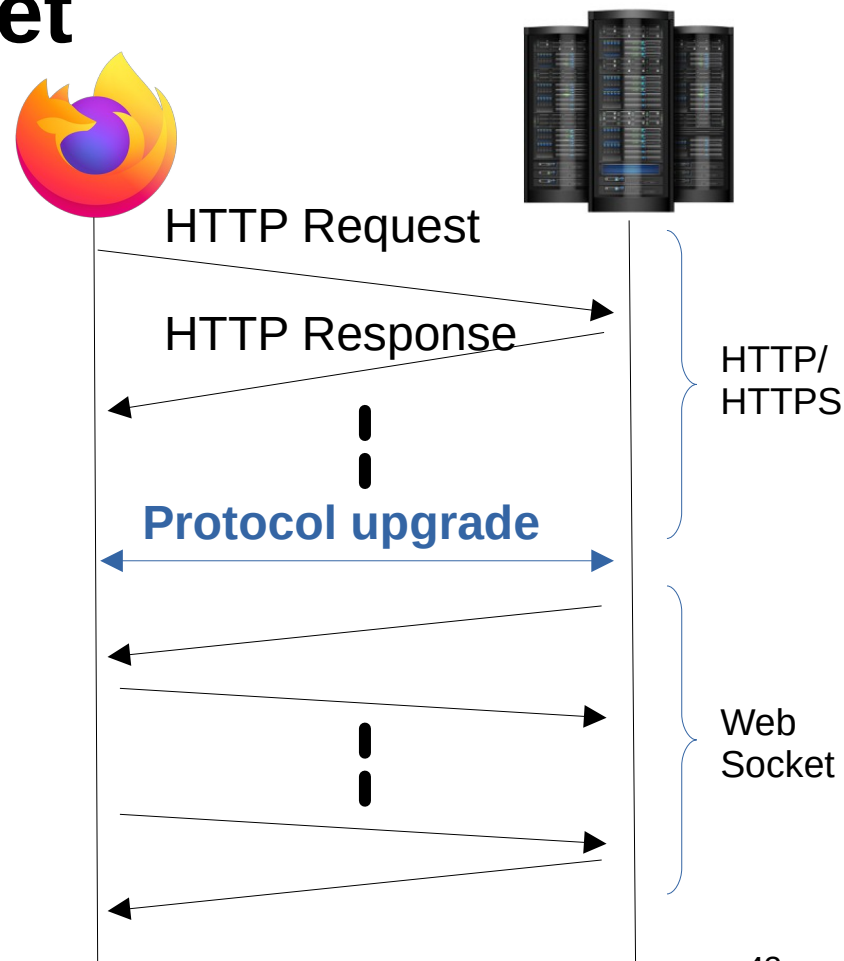 et
HTTP Request
HTTP Response
HTTP/
HTTPS
Protocol upgrade
Web
Socket